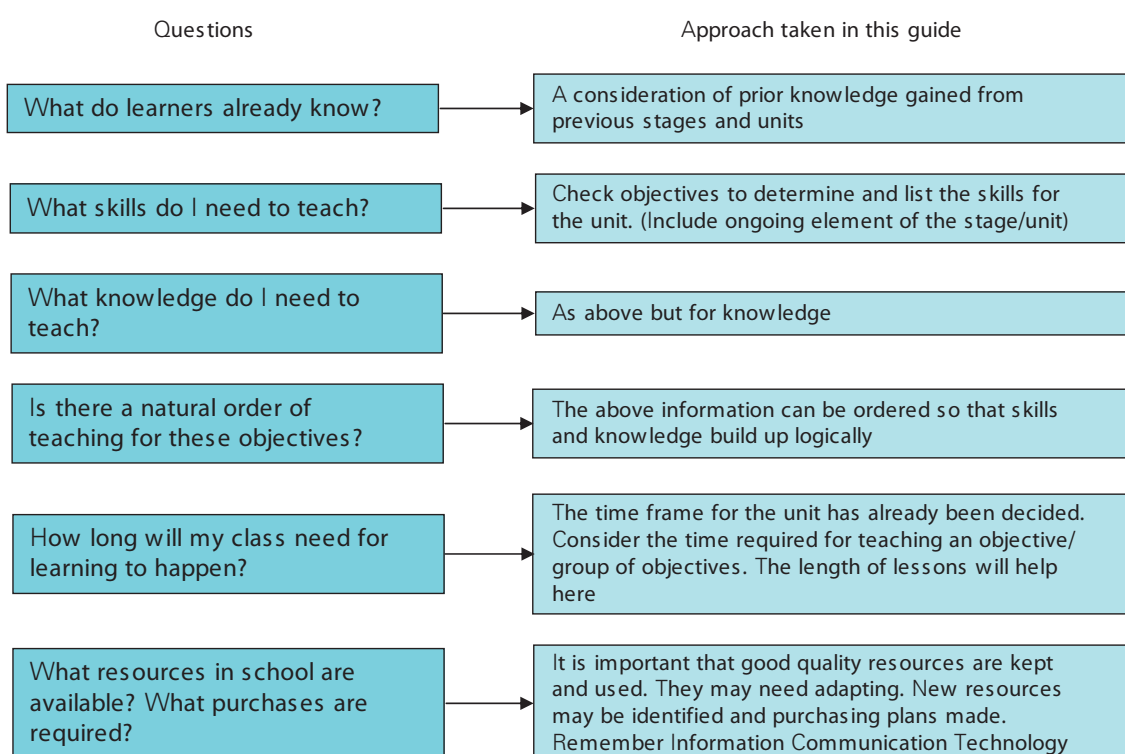 Questions
Approach taken in this guide
What do learners already know?
A consideration of prior knowledge gained from
previous stages and units
What skills do I need to teach?
Check objectives to determine and list the skills for
the unit. (Include ongoing element of the stage/unit)
What knowledge do I need to
teach?
As above but for knowledge
Is there a natural order of
teaching for these objectives?
The above information can be ordered so that skills
and knowledge build up logically
How long will my class need for
learning to happen?
The time frame for the unit has already been decided.
Consider the time required for teaching an objective/
group of objectives. The length of lessons will help
here
What resources in school are
available? What purchases are
required?
It is important that good quality resources are kept
and used. They may need adapting. New resources
may be identified and purchasing plans made.
Remember Information Communication Technology